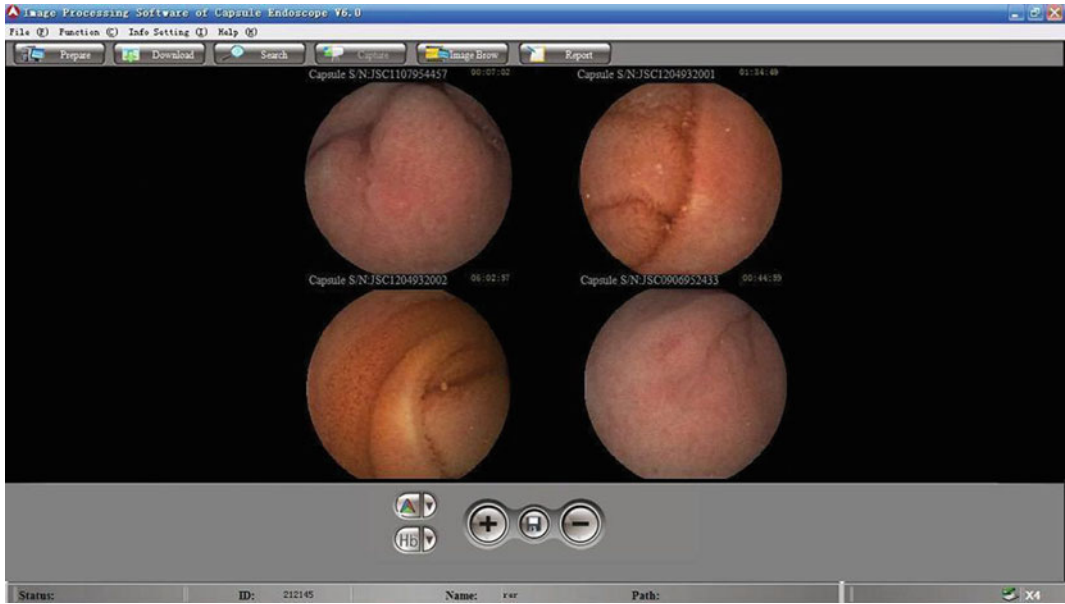 Image Processing Software of Capsule Endoscope V6.0
File (F) Function (C) Info Setting (I) Help (H)
Prepare Download Search Capture Image Brow Report
Capsule S/N:JSC1107954457 00:07:02
Capsule S/N:JSC1204932001 01:34:49
Capsule S/N:JSC1204932002 06:02:57
Capsule S/N:JSC0906952433 00:44:39
Hb
Status: ID: 212145 Name: rer Path: X4